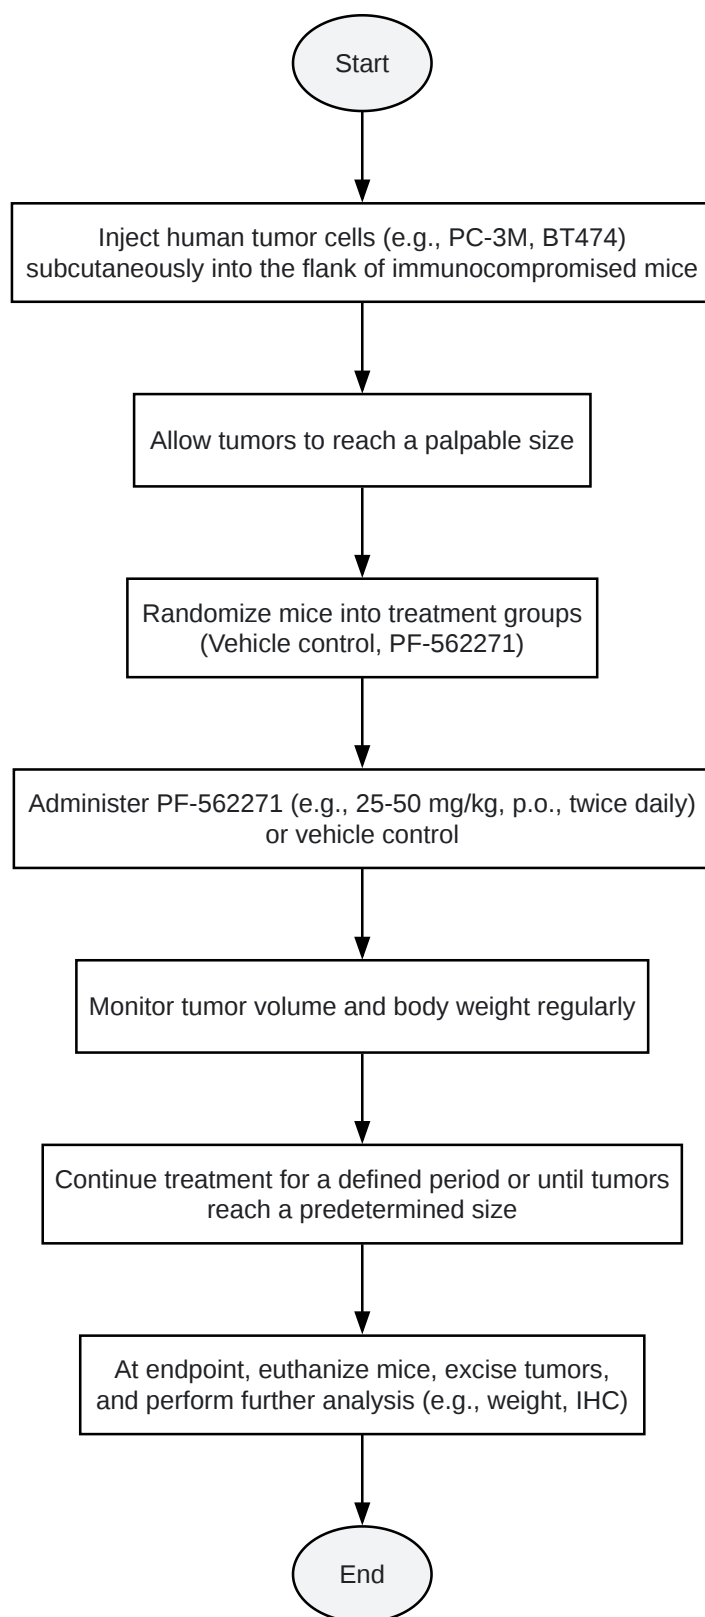 Start
Inject human tumor cells (e.g., PC-3M, BT474)
subcutaneously into the flank of immunocompromised mice
Allow tumors to reach a palpable size
Randomize mice into treatment groups
(Vehicle control, PF-562271)
Administer PF-562271 (e.g., 25-50 mg/kg, p.o., twice daily)
or vehicle control
Monitor tumor volume and body weight regularly
Continue treatment for a defined period or until tumors
reach a predetermined size
At endpoint, euthanize mice, excise tumors,
and perform further analysis (e.g., weight, IHC)
End